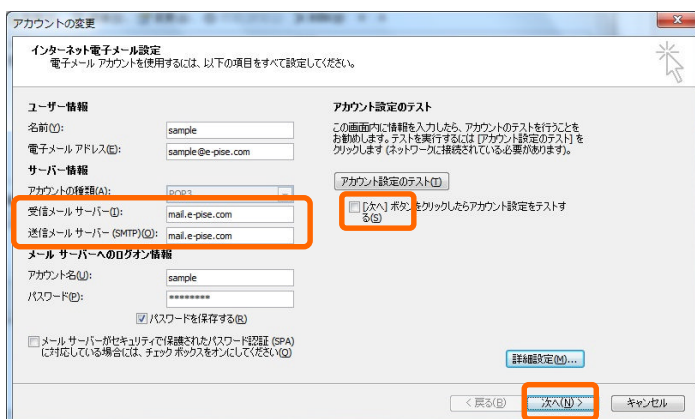 アカウントの変更
インターネット電子メール設定
電子メール アカウントを使用するには、以下の項目をすべて設定してください。
ユーザー情報
名前(Y):
sample
電子メール アドレス(E):
sample@e-pise.com
サーバー情報
アカウントの種類(A):
POP3
受信メール サーバー(I):
mail.e-pise.com
送信メール サーバー (SMTP)(O):
mail.e-pise.com
メール サーバーへのログオン情報
アカウント名(U):
sample
パスワード(P):
********
パスワードを保存する(R)
メール サーバーがセキュリティで保護されたパスワード認証 (SPA)
に対応している場合には、チェック ボックスをオンにしてください(Q)
アカウント設定のテスト
この画面内に情報を入力したら、アカウントのテストを行うことを
お勧めします。テストを実行するには [アカウント設定のテスト] を
クリックします (ネットワークに接続されている必要があります)。
アカウント設定のテスト(T)
[次へ] ボタンをクリックしたらアカウント設定をテストす
る(S)
詳細設定(M)...
< 戻る(B)
次へ(N) >
キャンセル